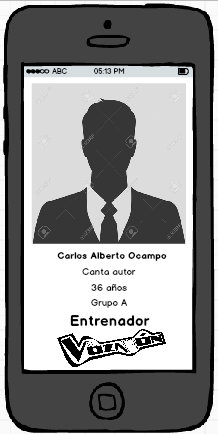 ABC 05:13 PM
Carlos Alberto Ocampo
Canta autor
36 años
Grupo A
Entrenador